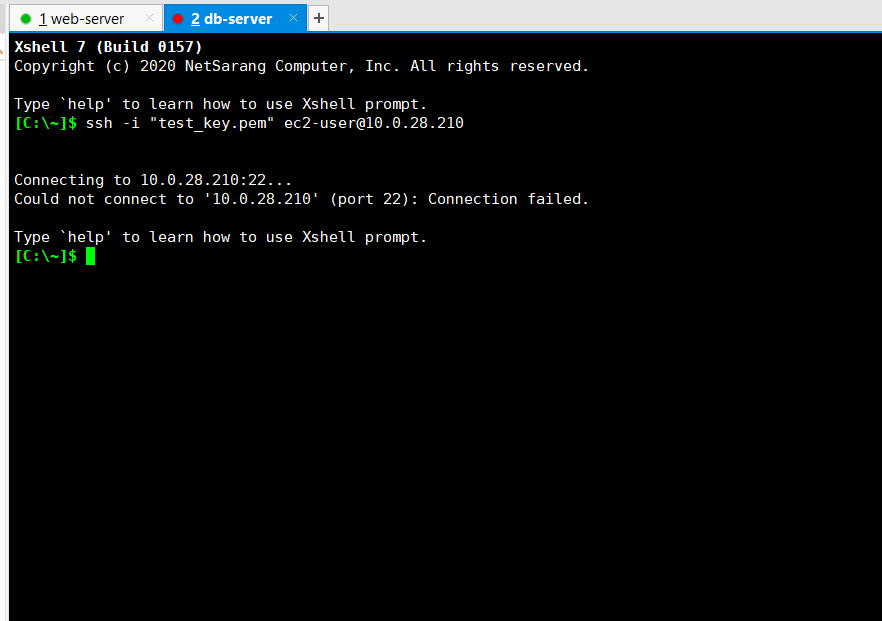 1 web-server × 2 db-server × +
Xshell 7 (Build 0157)
Copyright (c) 2020 NetSarang Computer, Inc. All rights reserved.
Type `help' to learn how to use Xshell prompt.
[C:\~]$ ssh -i "test_key.pem" ec2-user@10.0.28.210
Connecting to 10.0.28.210:22...
Could not connect to '10.0.28.210' (port 22): Connection failed.
Type `help' to learn how to use Xshell prompt.
[C:\~]$